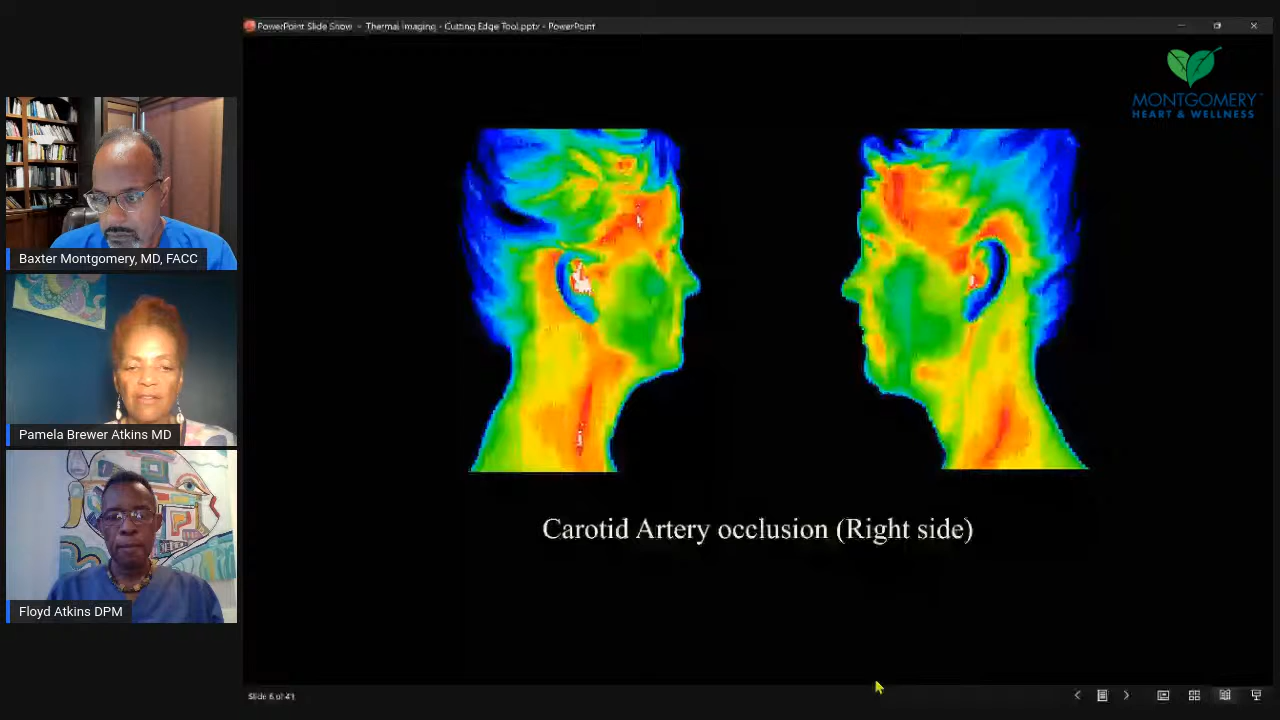 PowerPoint Slide Show - Thermal Imaging - Cutting Edge Tool.pptx - PowerPoint
MONTGOMERY
HEART & WELLNESS
Baxter Montgomery, MD, FACC
Pamela Brewer Atkins MD
Floyd Atkins DPM
Carotid Artery occlusion (Right side)
Slide 6 of 41